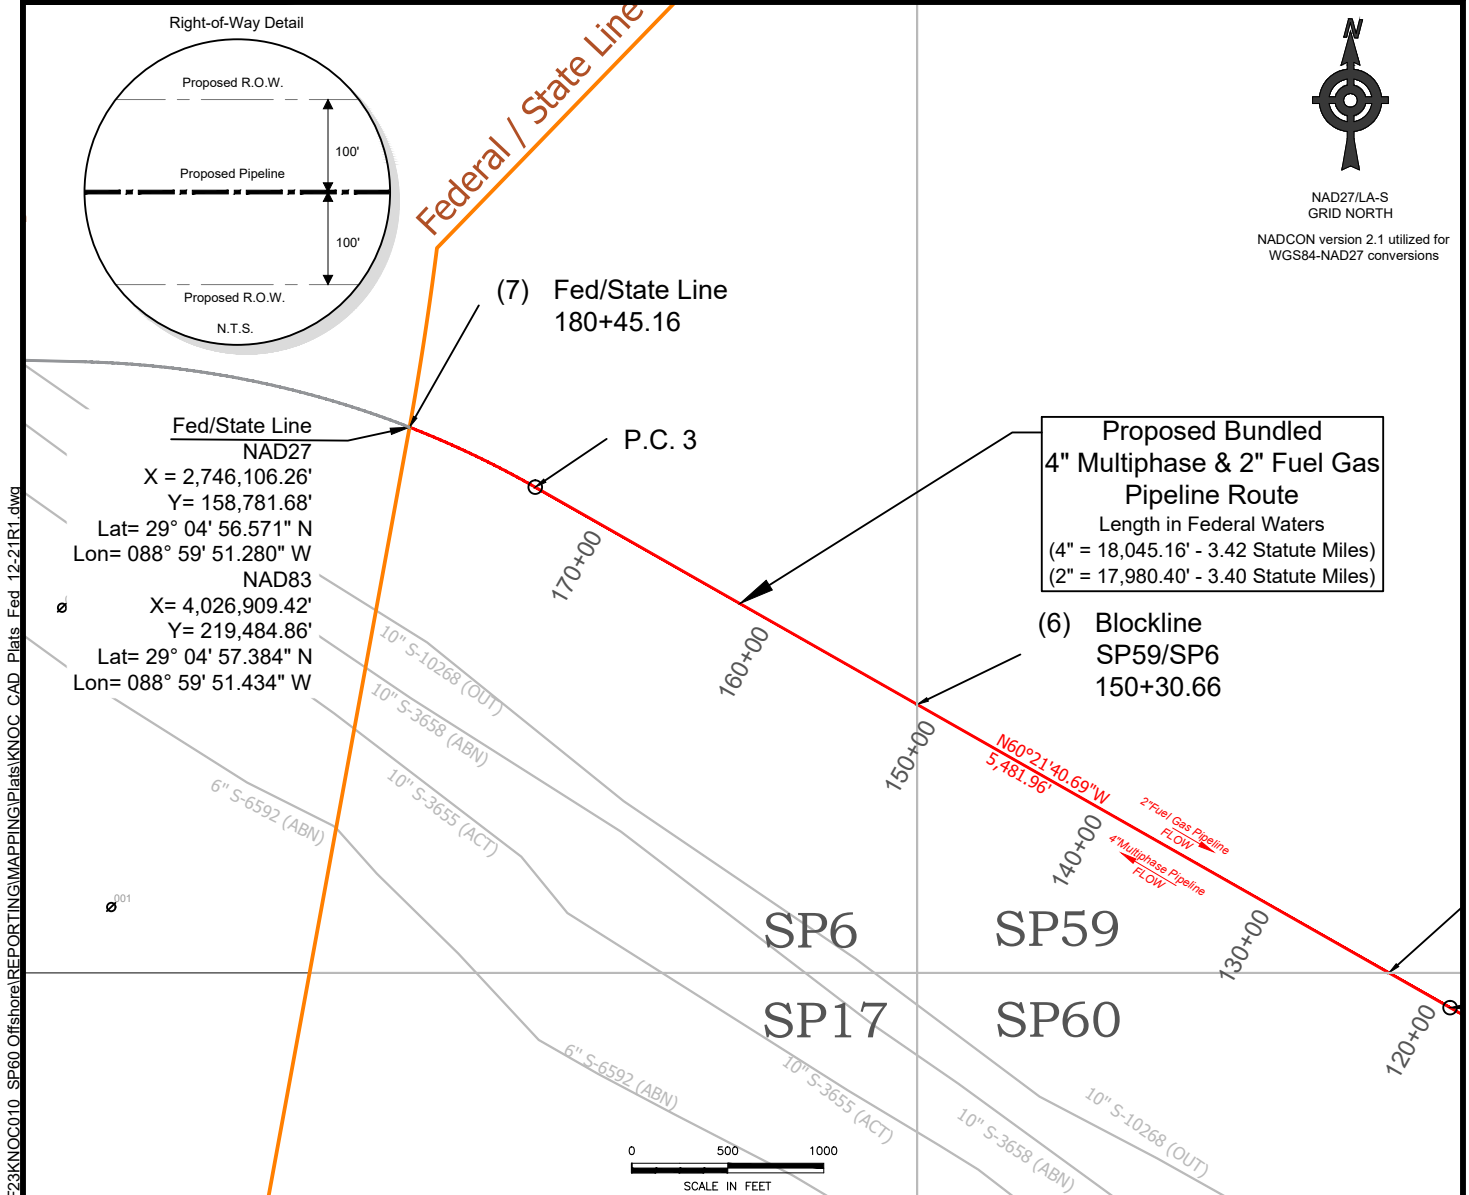 Right-of-Way Detail
Proposed R.O.W.
100'
Proposed Pipeline
100'
Proposed R.O.W.
N.T.S.
Federal / State Line
N
NAD27/LA-S
GRID NORTH
NADCON version 2.1 utilized for
WGS84-NAD27 conversions
(7) Fed/State Line
180+45.16
Fed/State Line
NAD27
X = 2,746,106.26'
Y= 158,781.68'
Lat= 29° 04' 56.571" N
Lon= 088° 59' 51.280" W
NAD83
X= 4,026,909.42'
Y= 219,484.86'
Lat= 29° 04' 57.384" N
Lon= 088° 59' 51.434" W
P.C. 3
Proposed Bundled
4" Multiphase & 2" Fuel Gas
Pipeline Route
Length in Federal Waters
(4" = 18,045.16' - 3.42 Statute Miles)
(2" = 17,980.40' - 3.40 Statute Miles)
(6) Blockline
SP59/SP6
150+30.66
170+00
160+00
150+00
140+00
130+00
120+00
N60°21'40.69"W
5,481.96'
2"Fuel Gas Pipeline
FLOW
4"Multiphase Pipeline
FLOW
10" S-10268 (OUT)
10" S-3658 (ABN)
10" S-3655 (ACT)
6" S-6592 (ABN)
001
SP6
SP59
SP17
SP60
6" S-6592 (ABN)
10" S-3655 (ACT)
10" S-3658 (ABN)
10" S-10268 (OUT)
0 500 1000
SCALE IN FEET
F23KNOC010_SP60 Offshore\REPORTING\MAPPING\Plats\KNOC_CAD_Plats_Fed_12-21R1.dwg